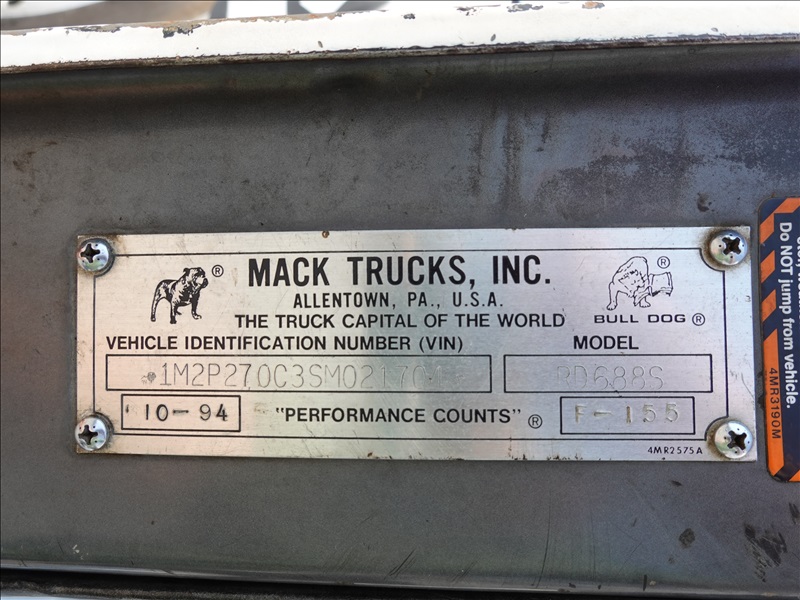 ® MACK TRUCKS, INC. ®
ALLENTOWN, PA., U.S.A.
THE TRUCK CAPITAL OF THE WORLD BULL DOG ®
VEHICLE IDENTIFICATION NUMBER (VIN) MODEL
RD688S
10-94 "PERFORMANCE COUNTS" ® F-155
4MR2575A
Do NOT jump from vehicle.
4MR3190M